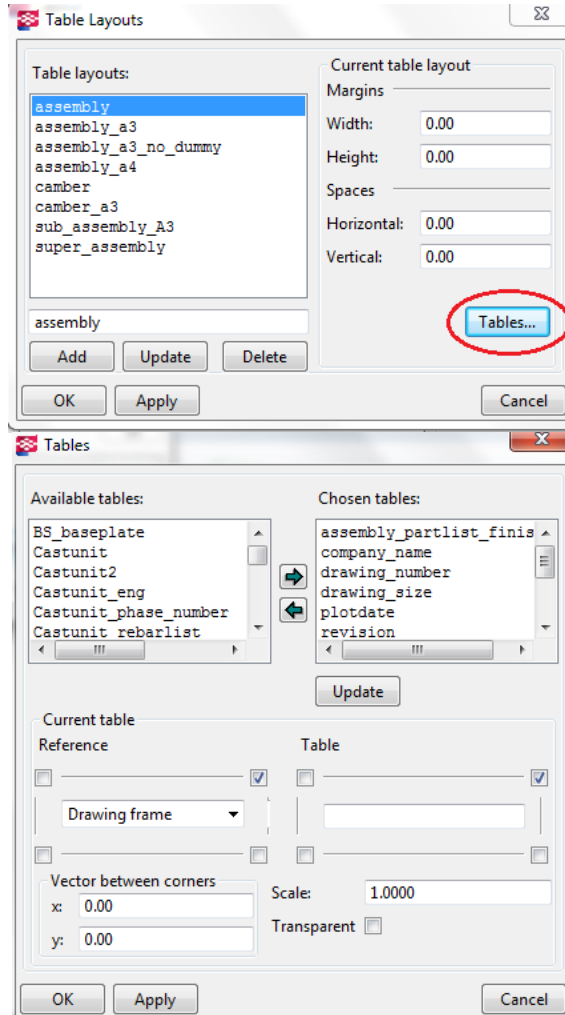 Table Layouts
Table layouts:
assembly
assembly_a3
assembly_a3_no_dummy
assembly_a4
camber
camber_a3
sub_assembly_A3
super_assembly
assembly
Add Update Delete
Current table layout
Margins
Width: 0.00
Height: 0.00
Spaces
Horizontal: 0.00
Vertical: 0.00
Tables...
OK Apply Cancel
Tables
Available tables:
BS_baseplate
Castunit
Castunit2
Castunit_eng
Castunit_phase_number
Castunit_rebarlist
Chosen tables:
assembly_partlist_finis
company_name
drawing_number
drawing_size
plotdate
revision
Update
Current table
Reference Table
Drawing frame
Vector between corners
x: 0.00
y: 0.00
Scale: 1.0000
Transparent
OK Apply Cancel